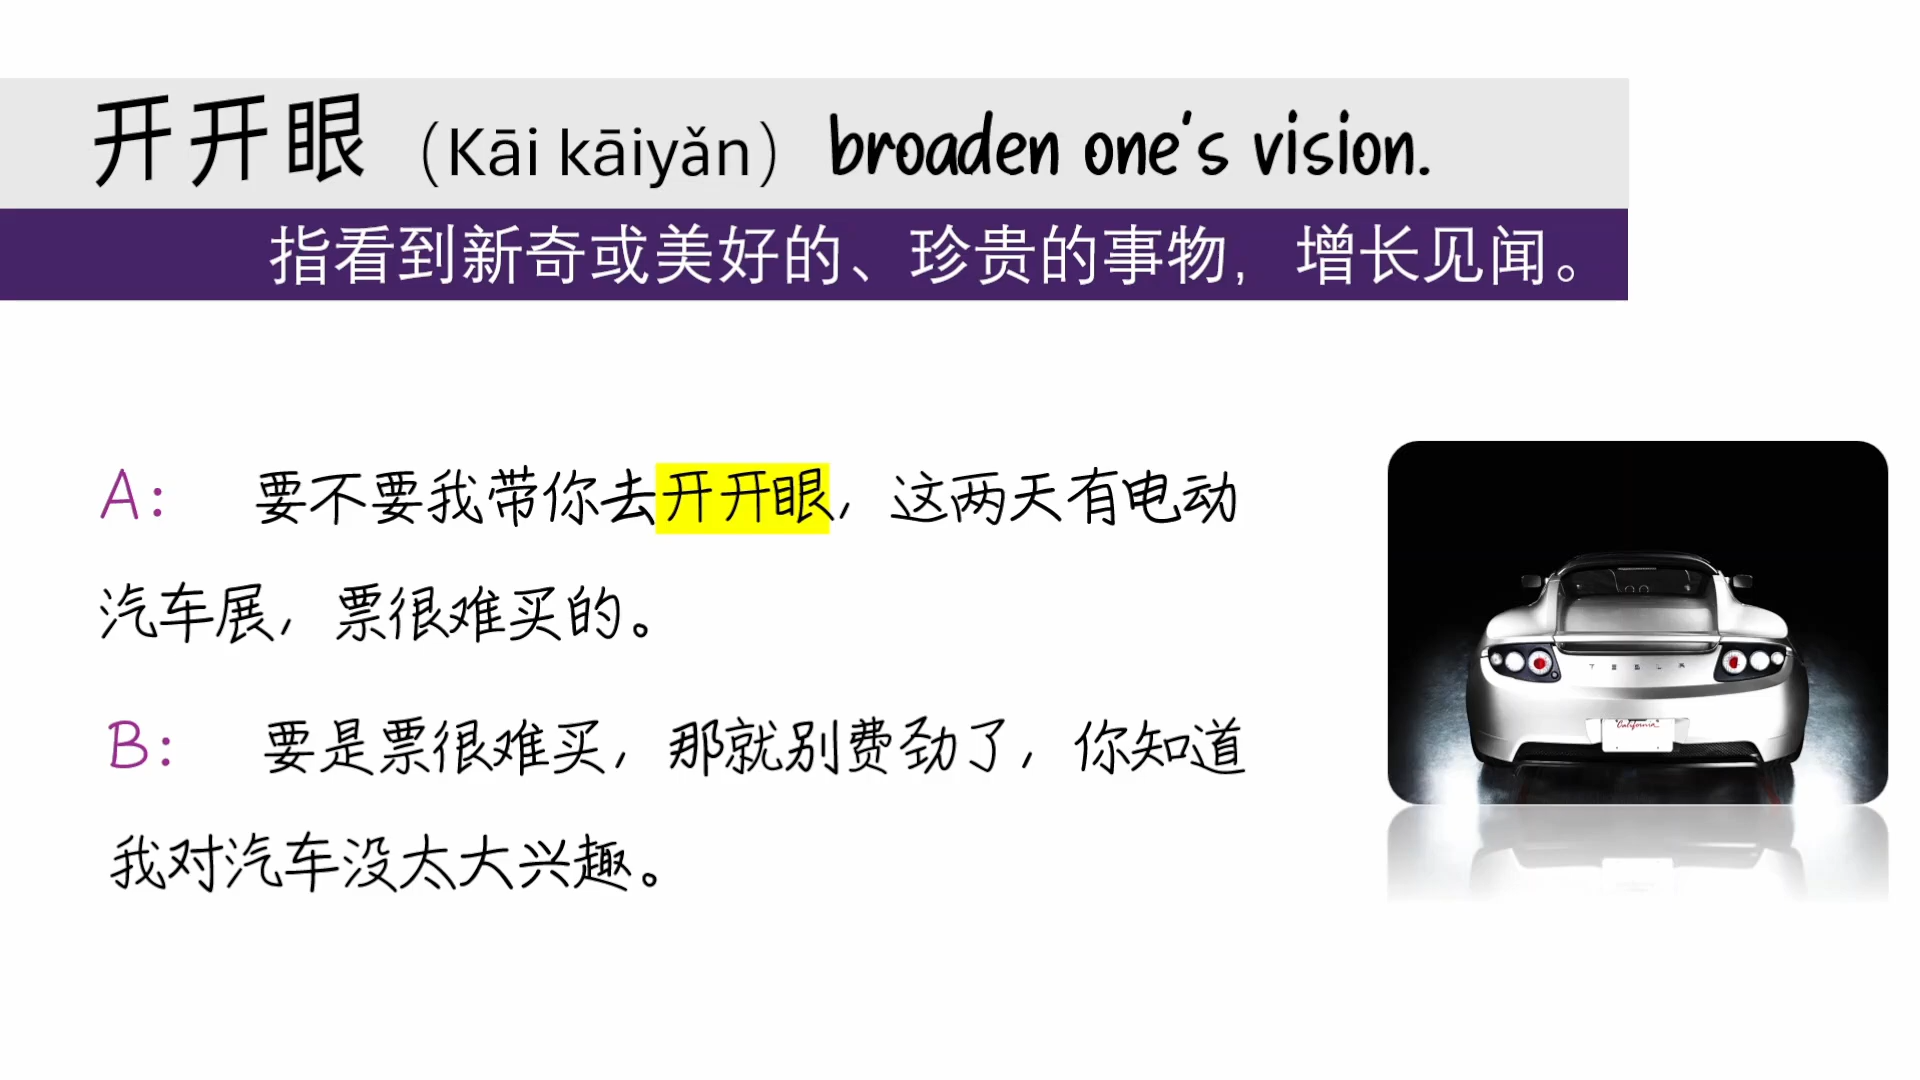 开开眼（Kāi kāiyǎn）broaden one's vision.
指看到新奇或美好的、珍贵的事物，增长见闻。
A： 要不要我带你去开开眼，这两天有电动
汽车展，票很难买的。
B： 要是票很难买，那就别费劲了，你知道
我对汽车没太大兴趣。
TESLA
California